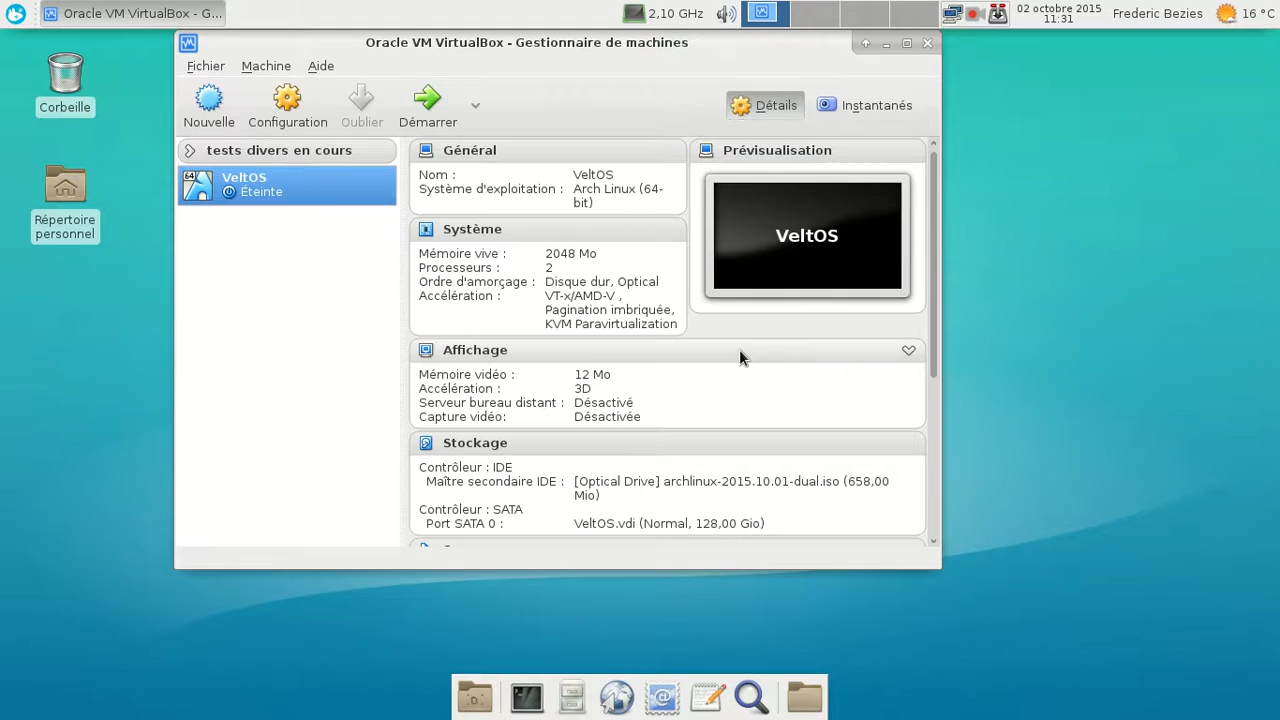 Oracle VM VirtualBox - G...
2,10 GHz
02 octobre 2015
11:31
Frederic Bezies
16 °C
Corbeille
Répertoire
personnel
Oracle VM VirtualBox - Gestionnaire de machines
Fichier Machine Aide
Nouvelle Configuration Oublier Démarrer
Détails Instantanés
tests divers en cours
64
VeltOS
Éteinte
Général
Nom : VeltOS
Système d'exploitation : Arch Linux (64-
bit)
Système
Mémoire vive : 2048 Mo
Processeurs : 2
Ordre d'amorçage : Disque dur, Optical
Accélération : VT-x/AMD-V ,
Pagination imbriquée,
KVM Paravirtualization
Prévisualisation
VeltOS
Affichage
Mémoire vidéo : 12 Mo
Accélération : 3D
Serveur bureau distant : Désactivé
Capture vidéo: Désactivée
Stockage
Contrôleur : IDE
Maître secondaire IDE : [Optical Drive] archlinux-2015.10.01-dual.iso (658,00
Mio)
Contrôleur : SATA
Port SATA 0 : VeltOS.vdi (Normal, 128,00 Gio)